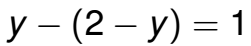 y − (2 − y) = 1